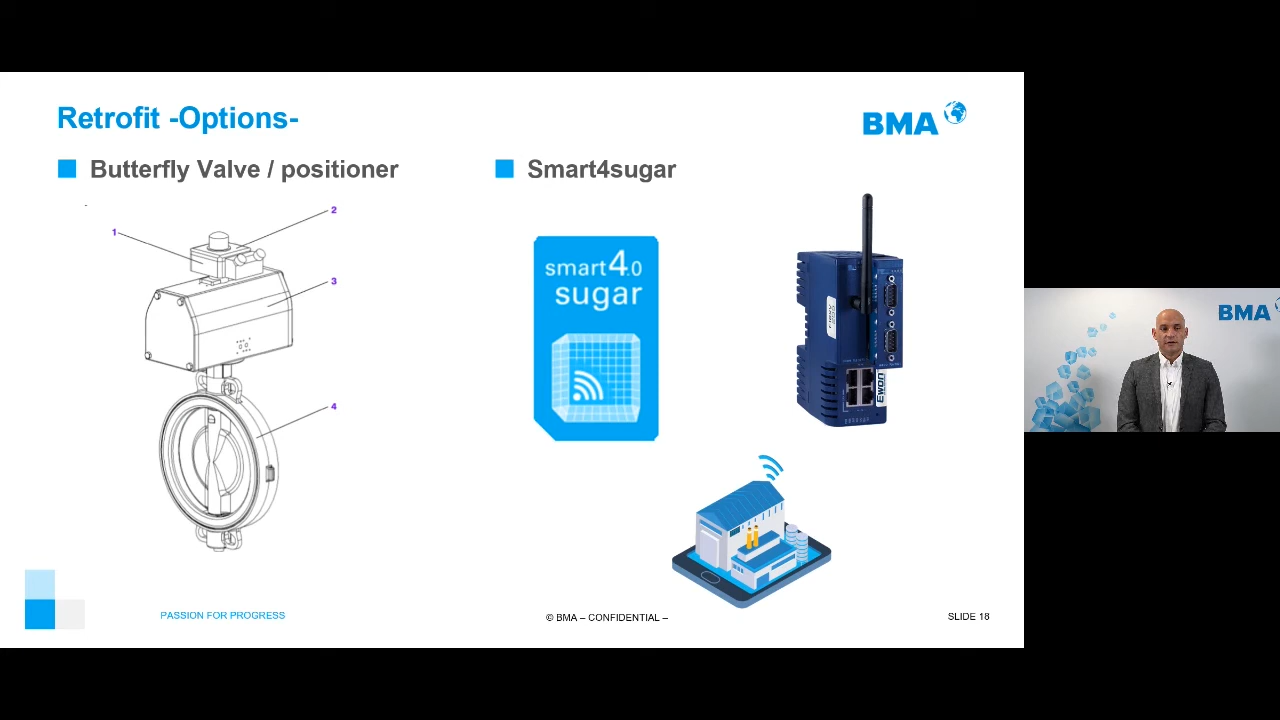 Retrofit -Options-
BMA
Butterfly Valve / positioner
Smart4sugar
1
2
3
4
smart4.0
sugar
ewon
BMA
PASSION FOR PROGRESS
© BMA – CONFIDENTIAL –
SLIDE 18